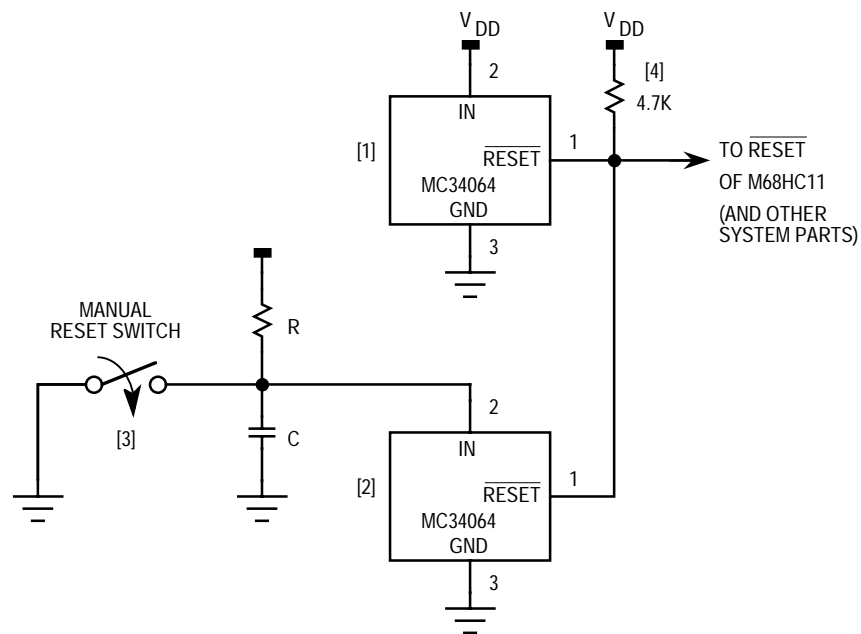 V DD
V DD
2
[4]
4.7K
IN
[1]
RESET
1
TO RESET
OF M68HC11
(AND OTHER
SYSTEM PARTS)
MC34064
GND
3
MANUAL
RESET SWITCH
R
[3]
C
2
IN
[2]
RESET
1
MC34064
GND
3